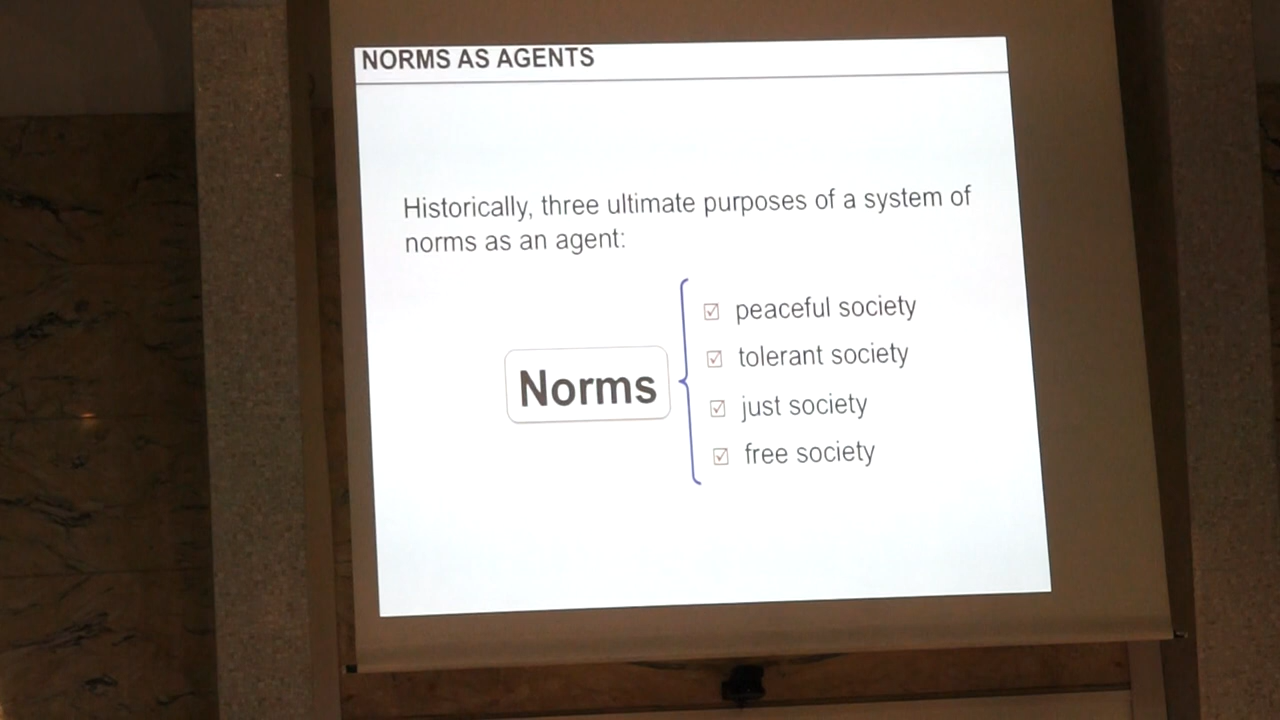 NORMS AS AGENTS
Historically, three ultimate purposes of a system of
norms as an agent:
Norms
peaceful society
tolerant society
just society
free society